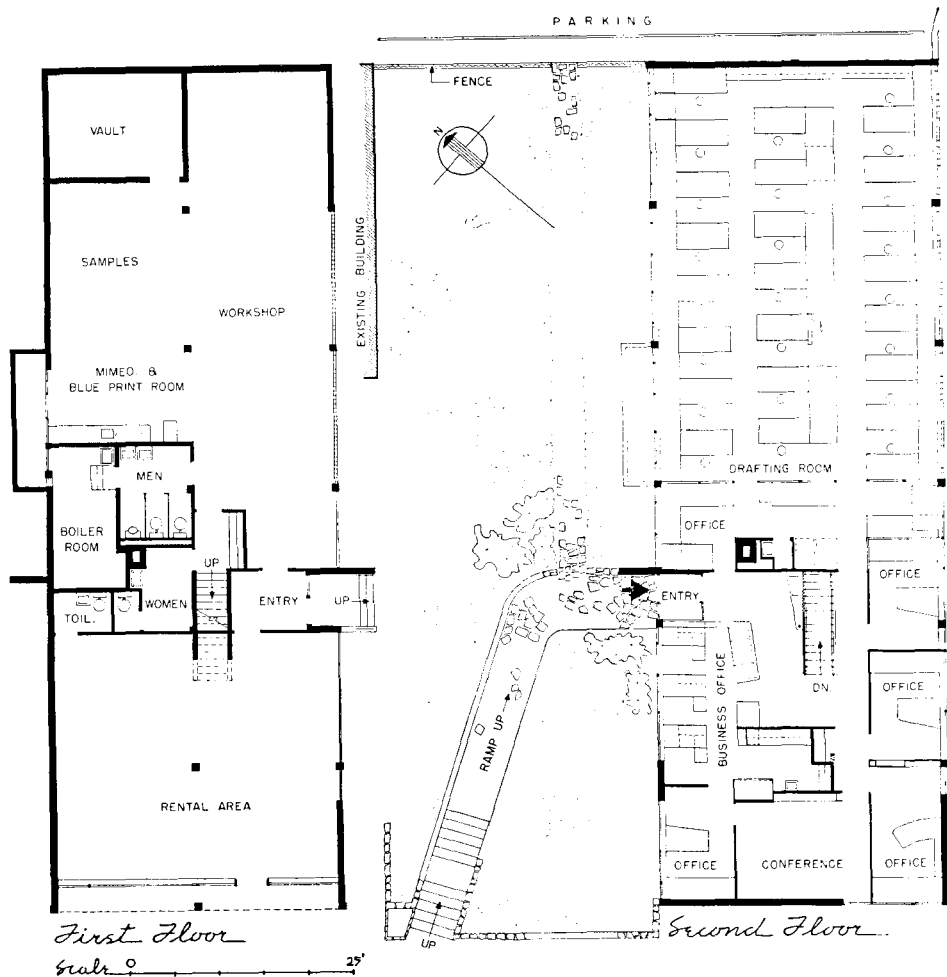 PARKING
FENCE
N
VAULT
SAMPLES
WORKSHOP
EXISTING BUILDING
MIMEO. &
BLUE PRINT ROOM
MEN
BOILER
ROOM
UP
WOMEN
TOIL.
ENTRY
UP
RENTAL AREA
DRAFTING ROOM
OFFICE
ENTRY
OFFICE
DN.
OFFICE
BUSINESS OFFICE
RAMP UP
OFFICE
CONFERENCE
OFFICE
UP
First Floor
Second Floor
Scale 0 25'